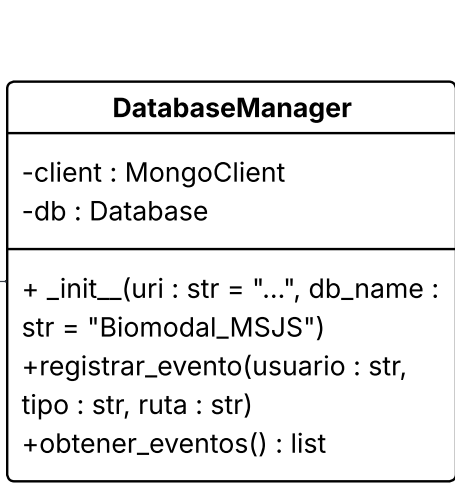 DatabaseManager
-client : MongoClient
-db : Database
+ _init__(uri : str = "...", db_name :
str = "Biomodal_MSJS")
+registrar_evento(usuario : str,
tipo : str, ruta : str)
+obtener_eventos() : list